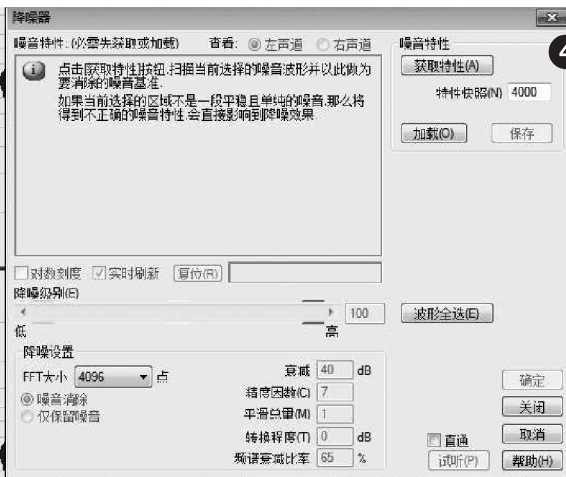 降噪器
噪音特性:(必需先获取或加载) 查看: 左声道 右声道
点击[获取特性]按钮,扫描当前选择的噪音波形并以此做为
要消除的噪音基准.
如果当前选择的区域不是一段平稳且单纯的噪音,那么将
得到不正确的噪音特性,会直接影响到降噪效果
噪音特性
获取特性(A)
特性快照(N) 4000
加载(O) 保存
4
对数刻度 实时刷新 复位(R)
降噪级别(E)
100 波形全选(E)
低 高
降噪设置
FFT大小 4096 点
噪音消除
仅保留噪音
衰减 40 dB
精度因数(C) 7
平滑总量(M) 1
转换程度(T) 0 dB
频谱衰减比率 65 %
直通
试听(P)
确定
关闭
取消
帮助(H)